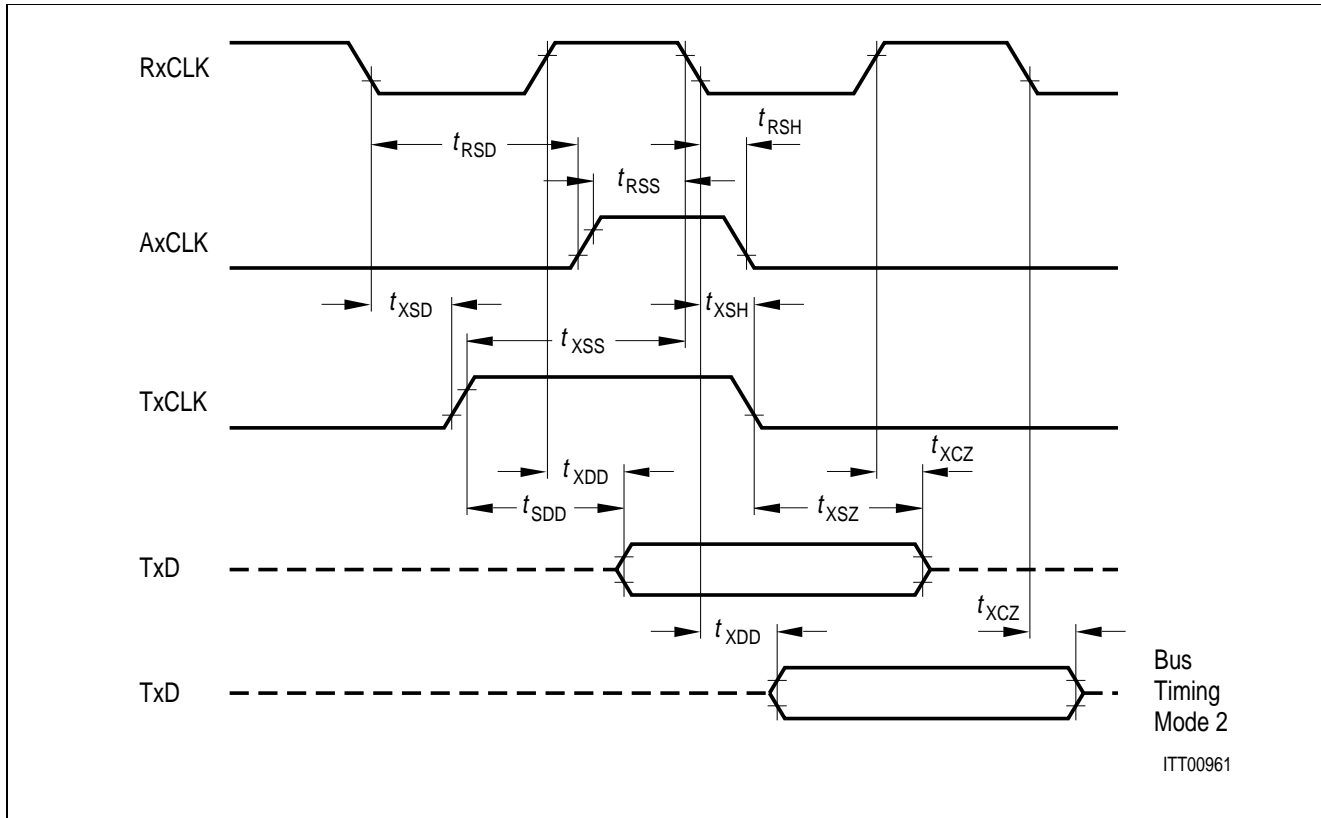 RxCLK
tRSH
tRSD
tRSS
AxCLK
tXSD
tXSH
tXSS
TxCLK
tXCZ
tXDD
tSDD
tXSZ
TxD
tXCZ
tXDD
TxD
Bus
Timing
Mode 2
ITT00961